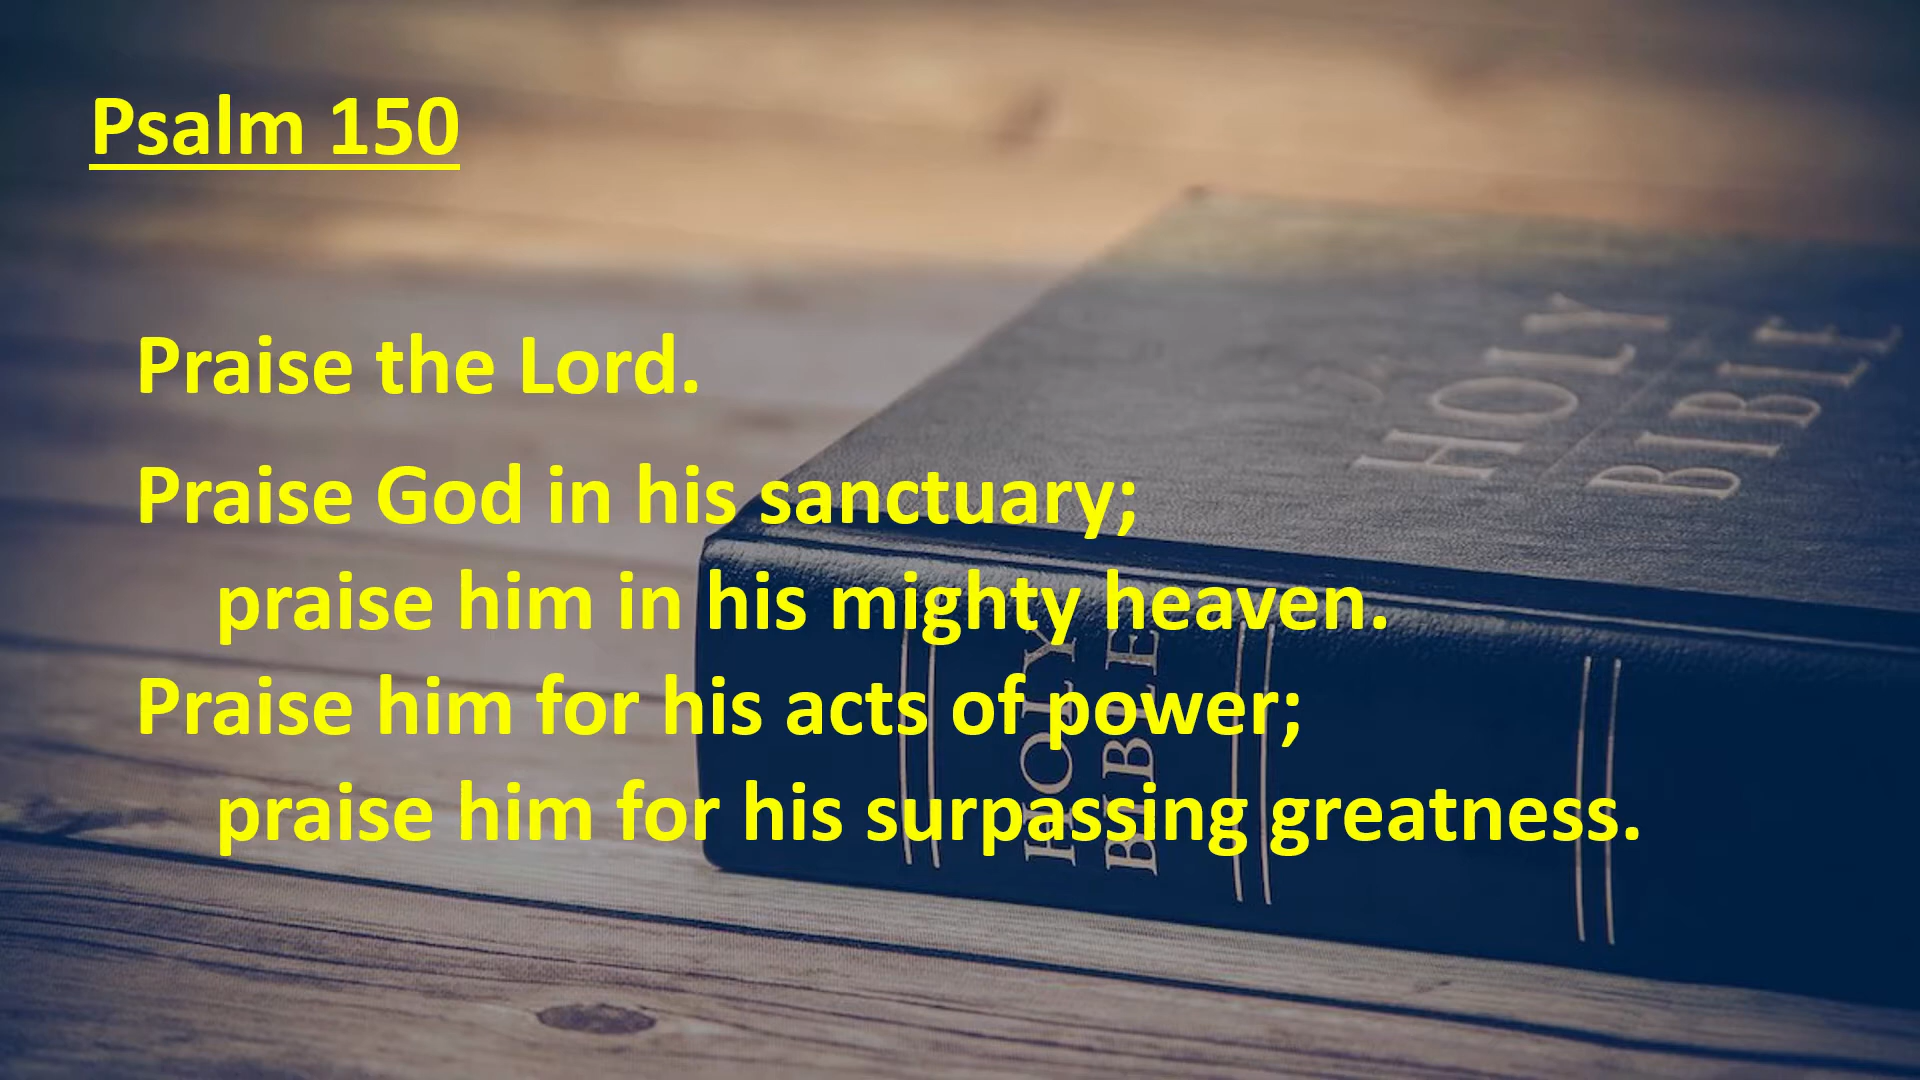 Psalm 150
Praise the Lord.
Praise God in his sanctuary;
praise him in his mighty heaven.
Praise him for his acts of power;
praise him for his surpassing greatness.
HOLY
BIBLE
HOLY
BIBLE